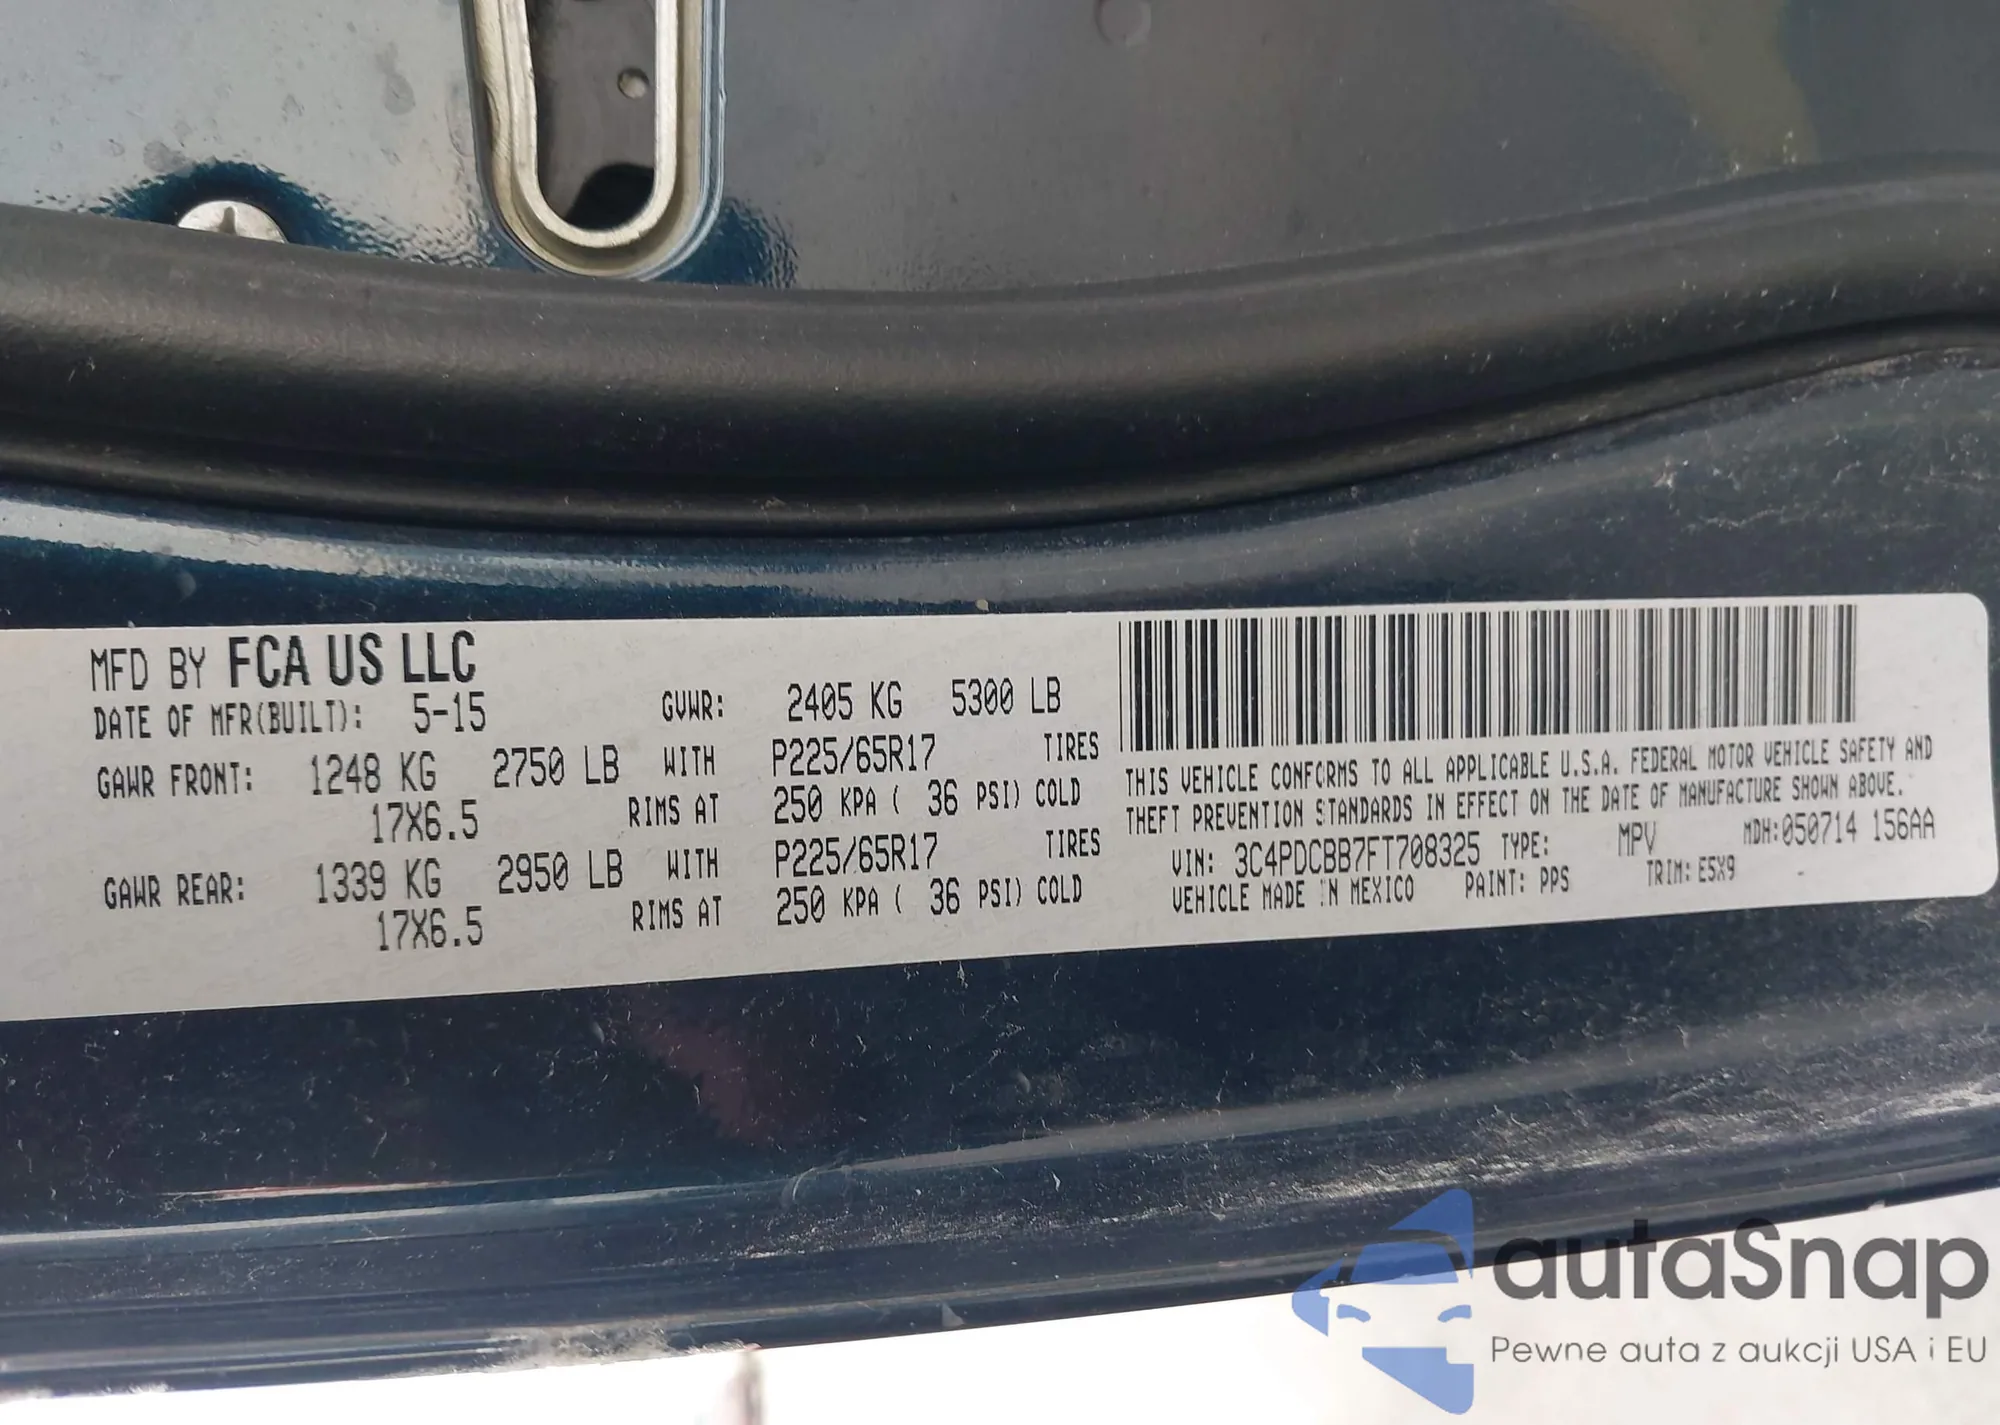 MFD BY FCA US LLC
DATE OF MFR(BUILT): 5-15 GVWR: 2405 KG 5300 LB
GAWR FRONT: 1248 KG 2750 LB WITH P225/65R17 TIRES
17X6.5 RIMS AT 250 KPA ( 36 PSI) COLD
GAWR REAR: 1339 KG 2950 LB WITH P225/65R17 TIRES
17X6.5 RIMS AT 250 KPA ( 36 PSI) COLD
THIS VEHICLE CONFORMS TO ALL APPLICABLE U.S.A. FEDERAL MOTOR VEHICLE SAFETY AND
THEFT PREVENTION STANDARDS IN EFFECT ON THE DATE OF MANUFACTURE SHOWN ABOVE.
VIN: 3C4PDCBB7FT708325 TYPE: MPV MDH:050714 156AA
VEHICLE MADE IN MEXICO PAINT: PPS TRIM: E5X9
autaSnap
Pewne auta z aukcji USA i EU